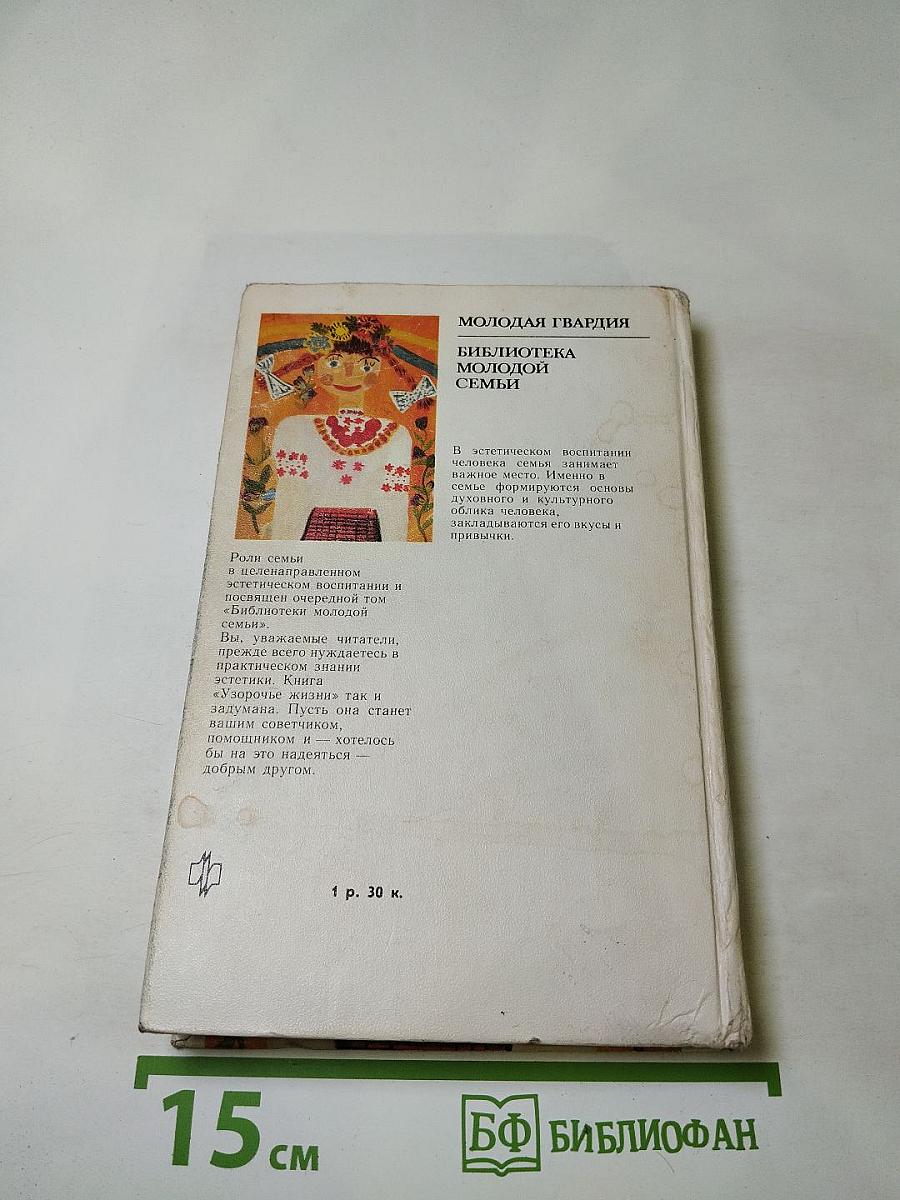 МОЛОДАЯ ГВАРДИЯ
БИБЛИОТЕКА
МОЛОДОЙ
СЕМЬИ
В эстетическом воспитании
человека семья занимает
важное место. Именно в
семье формируются основы
духовного и культурного
облика человека,
закладываются его вкусы и
привычки.
Роли семьи
в целенаправленном
эстетическом воспитании и
посвящен очередной том
«Библиотеки молодой
семьи».
Вы, уважаемые читатели,
прежде всего нуждаетесь в
практическом знании
эстетики. Книга
«Узорочье жизни» так и
задумана. Пусть она станет
вашим советчиком,
помощником и — хотелось
бы на это надеяться —
добрым другом.
1 р. 30 к.
15 см
БФ БИБЛИОФАН